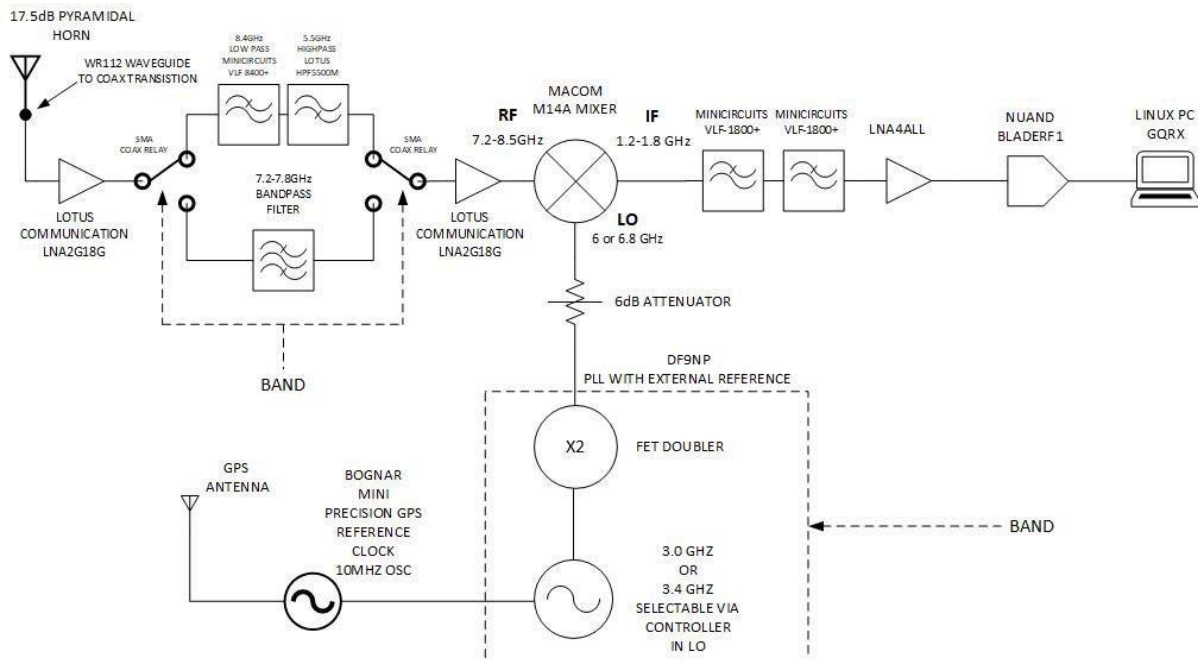 17.5dB PYRAMIDAL
HORN
WR112 WAVEGUIDE
TO COAX TRANSISTION
8.4GHz
LOW PASS
MINICIRCUITS
VLF 8400+
5.5GHz
HIGHPASS
LOTUS
HPF5500M
SMA
COAX RELAY
SMA
COAX RELAY
7.2-7.8GHz
BANDPASS
FILTER
LOTUS
COMMUNICATION
LNA2G18G
LOTUS
COMMUNICATION
LNA2G18G
BAND
MACOM
M14A MIXER
RF
7.2-8.5GHz
IF
1.2-1.8 GHz
LO
6 or 6.8 GHz
MINICIRCUITS
VLF-1800+
MINICIRCUITS
VLF-1800+
LNA4ALL
NUAND
BLADERF1
LINUX PC
GQRX
6dB ATTENUATOR
DF9NP
PLL WITH EXTERNAL REFERENCE
X2
FET DOUBLER
BAND
GPS
ANTENNA
BOGNAR
MINI
PRECISION GPS
REFERENCE
CLOCK
10MHZ OSC
3.0 GHZ
OR
3.4 GHZ
SELECTABLE VIA
CONTROLLER
IN LO